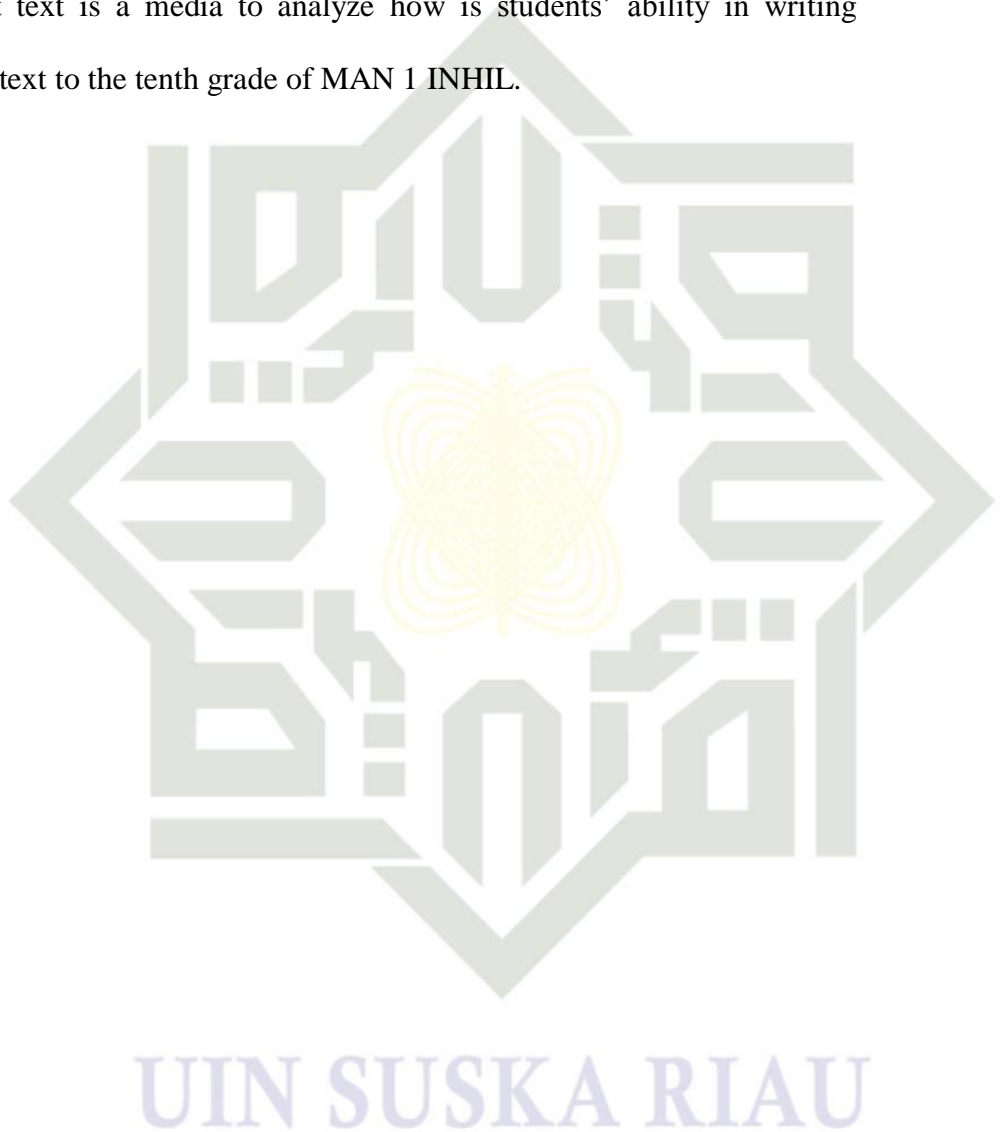 text is a media to analyze how is students' ability in writing
text to the tenth grade of MAN 1 INHIL.
UIN SUSKA RIAU